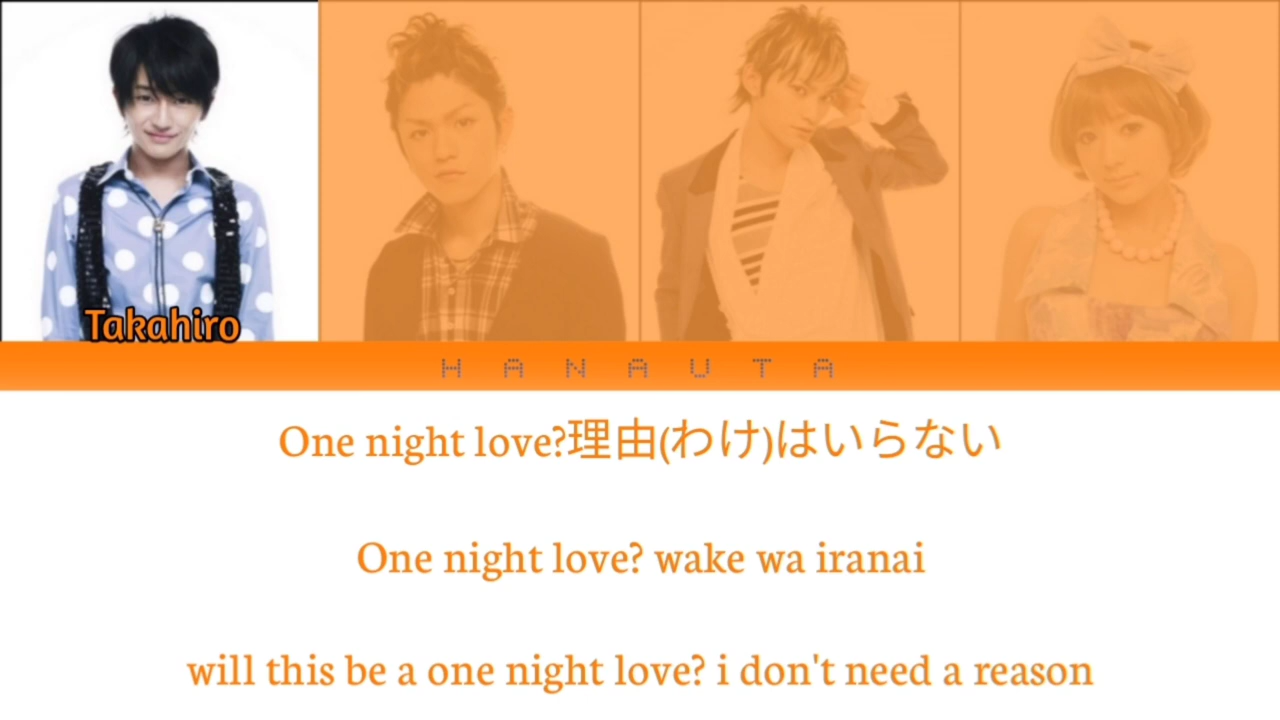 Takahiro
HANAUTA
One night love?理由(わけ)はいらない
One night love? wake wa iranai
will this be a one night love? i don't need a reason